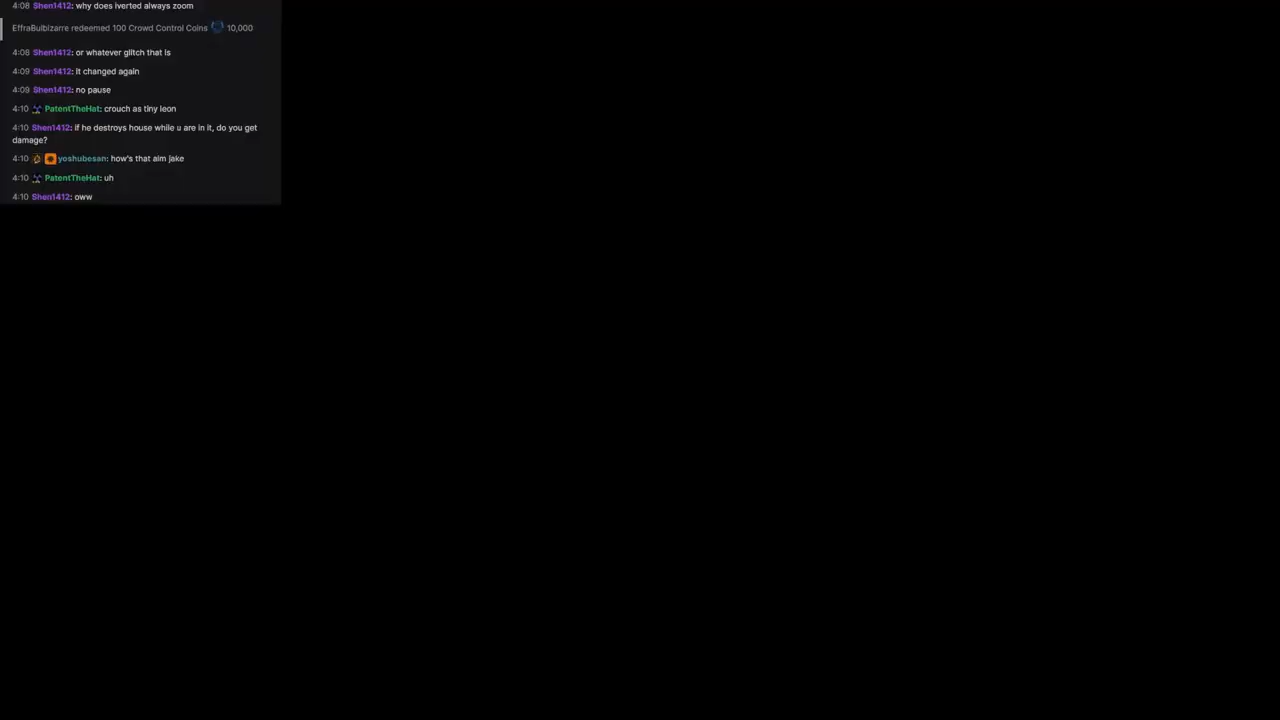 4:08 Shen1412: why does iverted always zoom
EffraBulbizarre redeemed 100 Crowd Control Coins 10,000
4:08 Shen1412: or whatever glitch that is
4:09 Shen1412: it changed again
4:09 Shen1412: no pause
4:10 PatentTheHat: crouch as tiny leon
4:10 Shen1412: if he destroys house while u are in it, do you get
damage?
4:10 yoshubesan: how's that aim jake
4:10 PatentTheHat: uh
4:10 Shen1412: oww